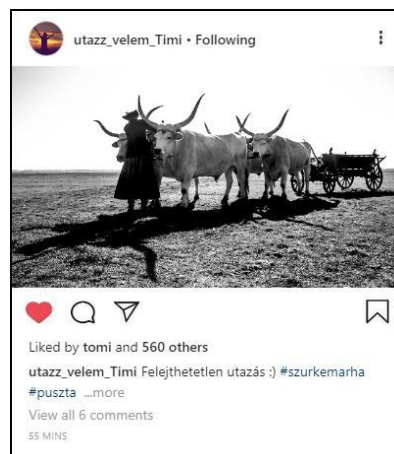 utazz_velem_Timi • Following
Liked by tomi and 560 others
utazz_velem_Timi Felejthetetlen utazás :) #szurkemarha
#puszta ...more
View all 6 comments
55 MINS